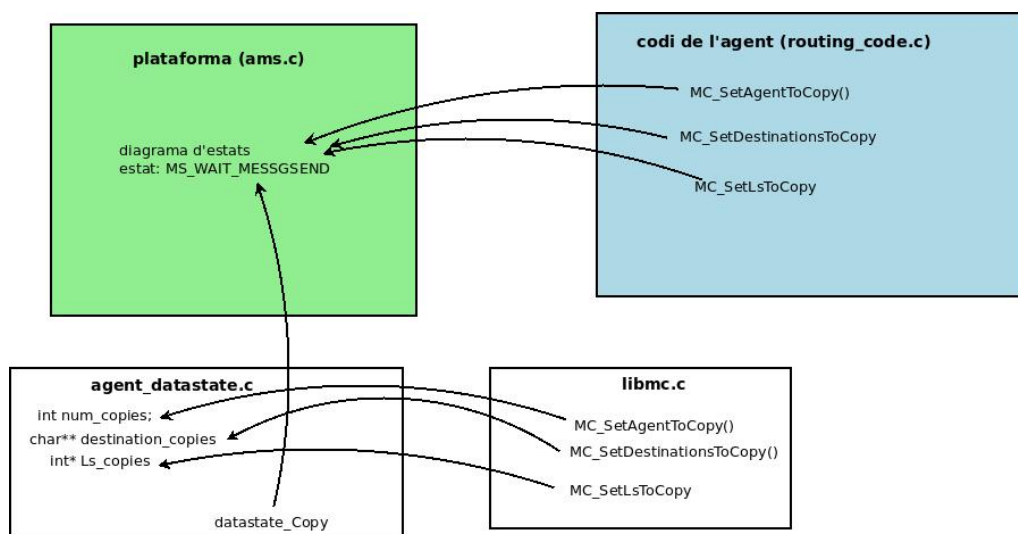 plataforma (ams.c)
diagrama d'estats
estat: MS_WAIT_MESSGSEND
codi de l'agent (routing_code.c)
MC_SetAgentToCopy()
MC_SetDestinationsToCopy
MC_SetLsToCopy
agent_datastate.c
int num_copies;
char** destination_copies
int* Ls_copies
datastate_Copy
libmc.c
MC_SetAgentToCopy()
MC_SetDestinationsToCopy()
MC_SetLsToCopy